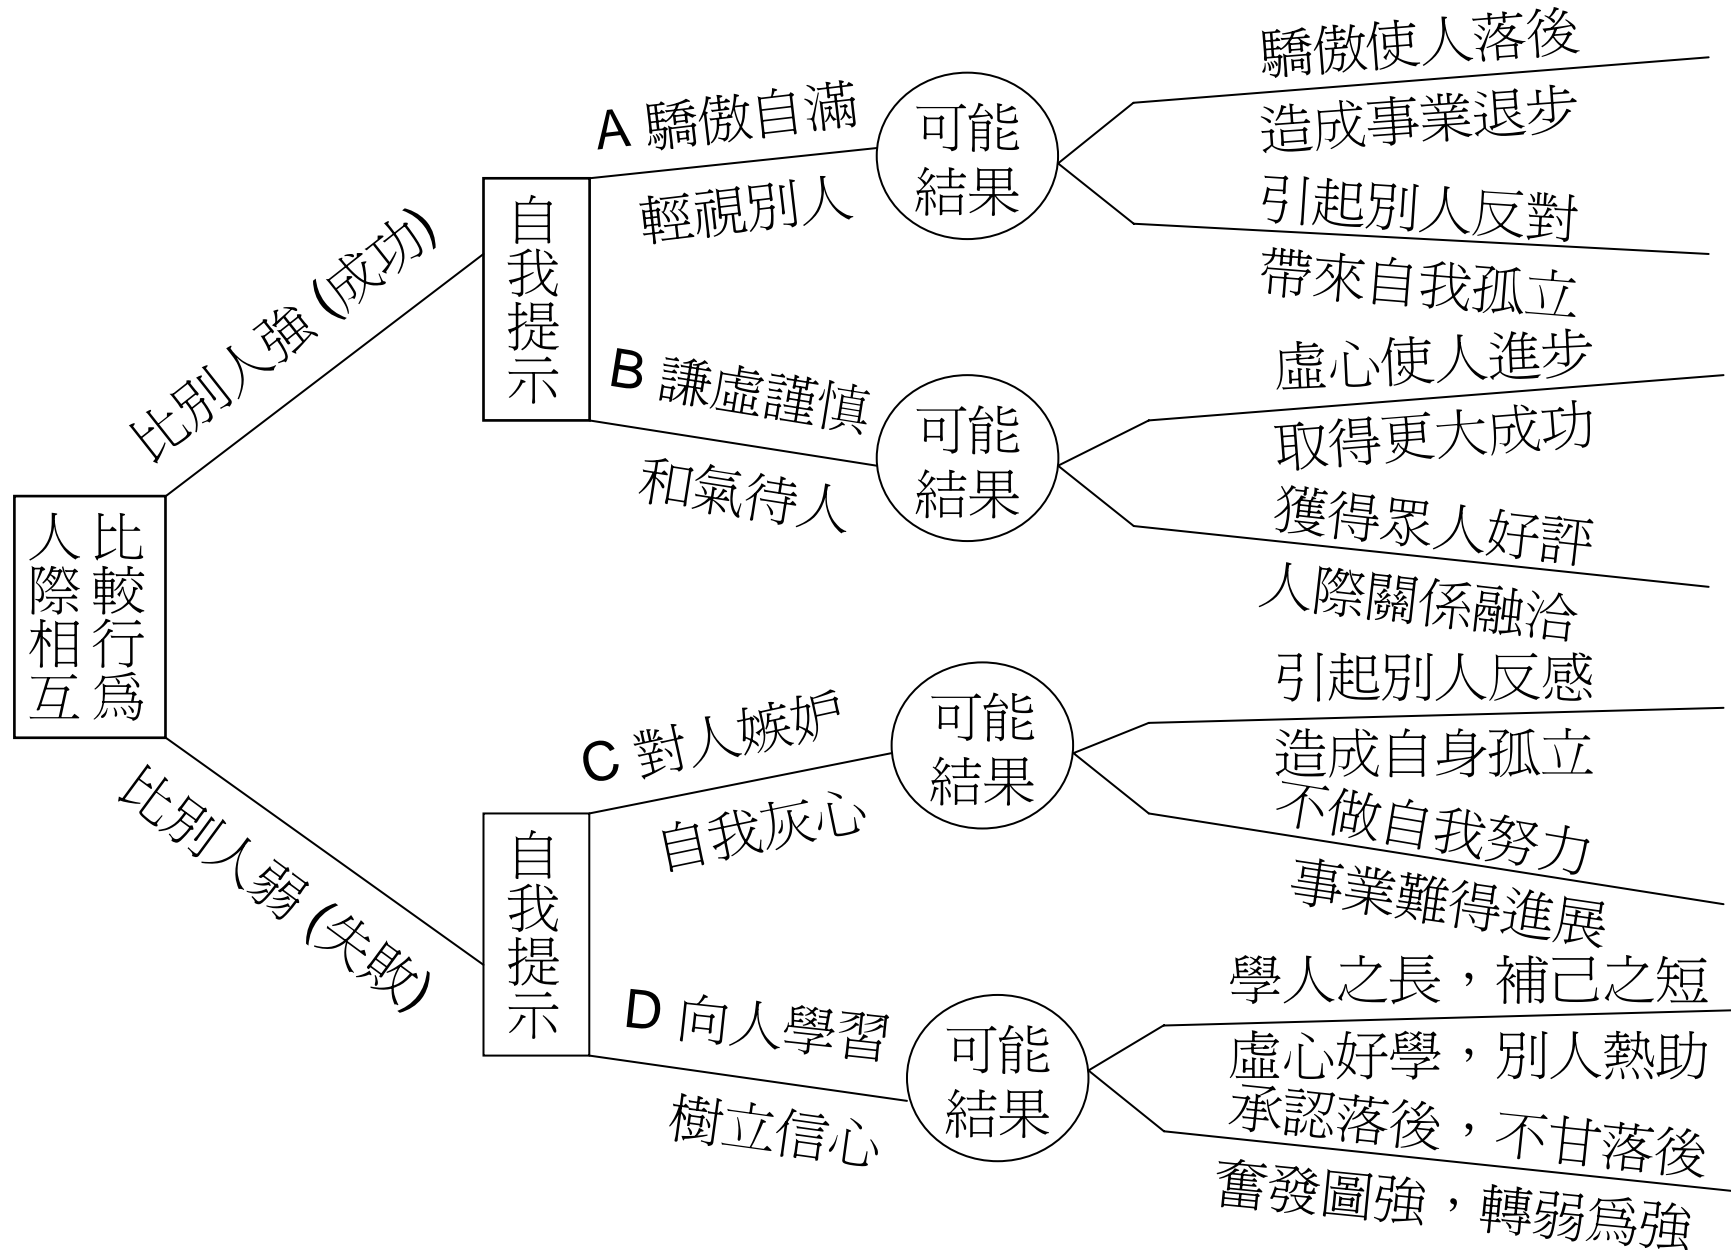 人際相互
比較行爲
比別人強 (成功)
自我提示
A 驕傲自滿
輕視別人
可能
結果
驕傲使人落後
造成事業退步
引起別人反對
帶來自我孤立
B 謙虛謹慎
和氣待人
可能
結果
虛心使人進步
取得更大成功
獲得眾人好評
人際關係融洽
比別人弱 (失敗)
自我提示
C 對人嫉妒
自我灰心
可能
結果
引起別人反感
造成自身孤立
不做自我努力
事業難得進展
D 向人學習
樹立信心
可能
結果
學人之長，補己之短
虛心好學，別人熱助
承認落後，不甘落後
奮發圖強，轉弱爲強